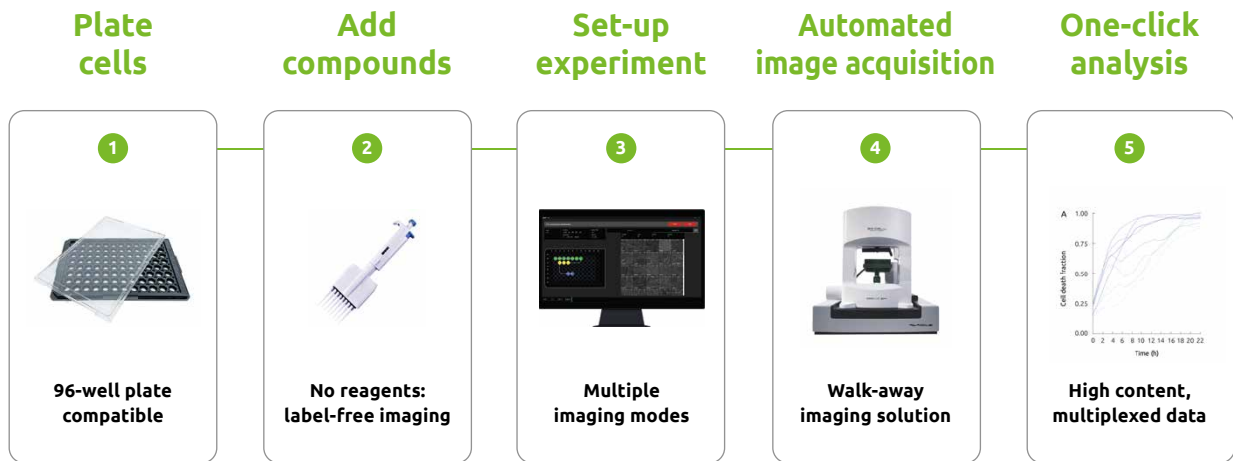 Plate
cells
Add
compounds
Set-up
experiment
Automated
image acquisition
One-click
analysis
1
2
3
4
5
A
1.00
0.75
0.50
0.25
0.00
Cell death fraction
0 2 4 6 8 10 12 14 16 18 20 22
Time (h)
96-well plate
compatible
No reagents:
label-free imaging
Multiple
imaging modes
Walk-away
imaging solution
High content,
multiplexed data